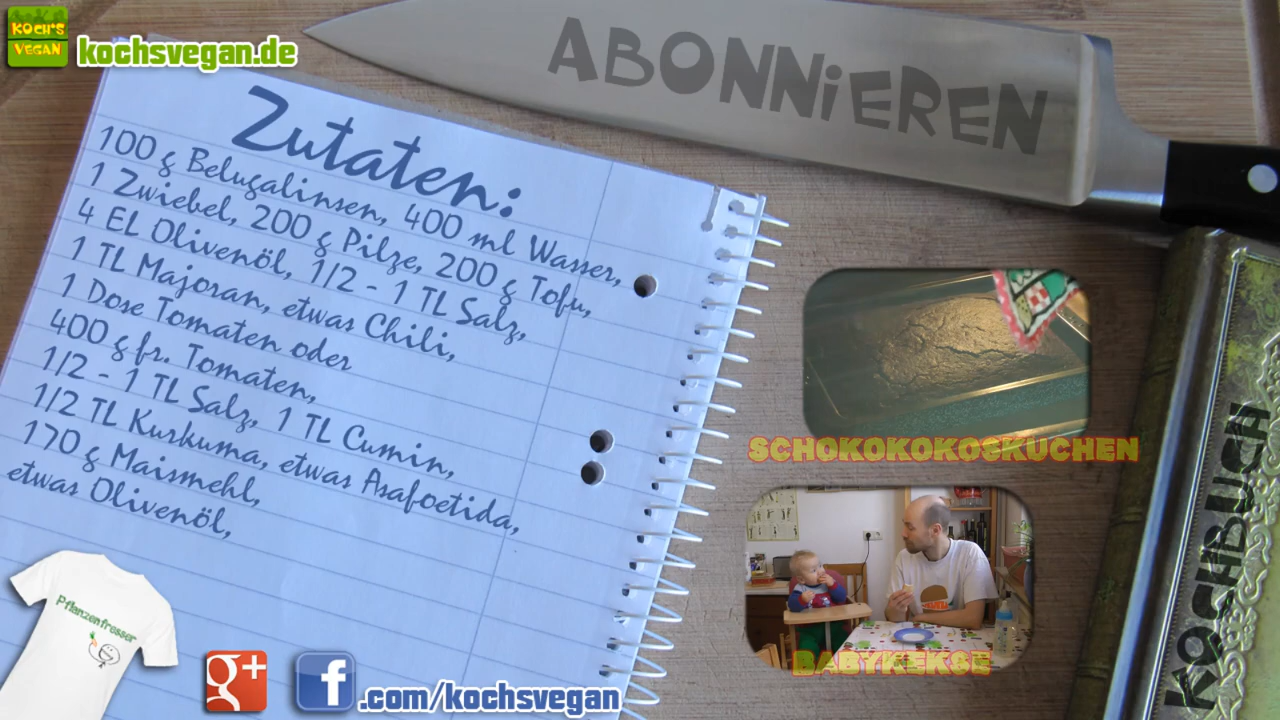 KOCH'S
VEGAN
kochsvegan.de
ABONNIEREN
Zutaten:
100 g Belugalinsen, 400 ml Wasser,
1 Zwiebel, 200 g Pilze, 200 g Tofu,
4 EL Olivenöl, 1/2 - 1 TL Salz,
1 TL Majoran, etwas Chili,
1 Dose Tomaten oder
400 g fr. Tomaten,
1/2 - 1 TL Salz, 1 TL Cumin,
1/2 TL Kurkuma, etwas Asafoetida,
170 g Maismehl,
etwas Olivenöl,
SCHOKOKOKOSKUCHEN
BABYKEKSE
KOCHBUCH
Pflanzenfresser
g+
f
.com/kochsvegan